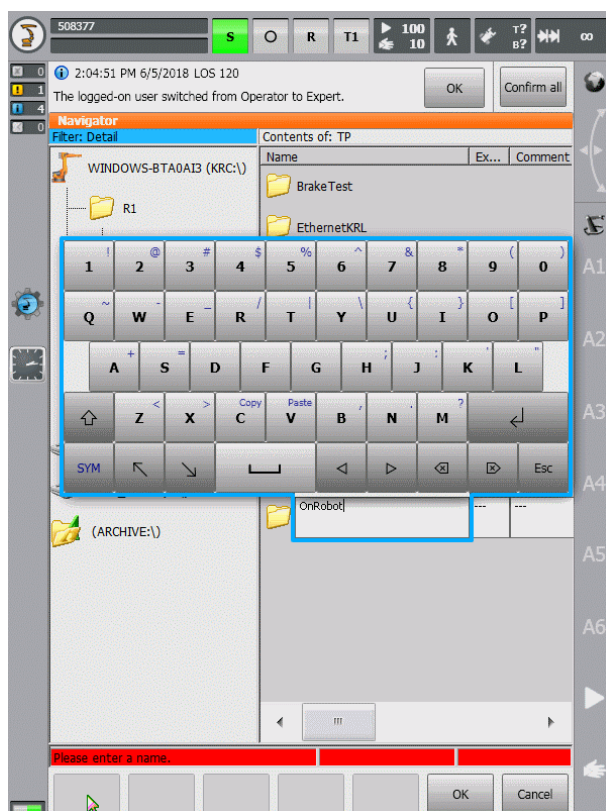 508377
S O R T1 100 10 T? B? ∞
0 2:04:51 PM 6/5/2018 LOS 120
1 The logged-on user switched from Operator to Expert. OK Confirm all
4
0
Navigator
Filter: Detail Contents of: TP
Name Ex... Comment
WINDOWS-BTA0AI3 (KRC:\) BrakeTest
R1 EthernetKRL
1 ! 2 @ 3 # 4 $ 5 % 6 ^ 7 & 8 * 9 ( 0 ) A1
Q ~ W - E _ R / T | Y \ U { I } O [ P ]
A + S = D F G H ; J : K ' L " A2
Z < X > C Copy V Paste B , N . M ? A3
SYM Esc
A4
OnRobot --- ---
(ARCHIVE:\)
A5
A6
Please enter a name.
OK Cancel